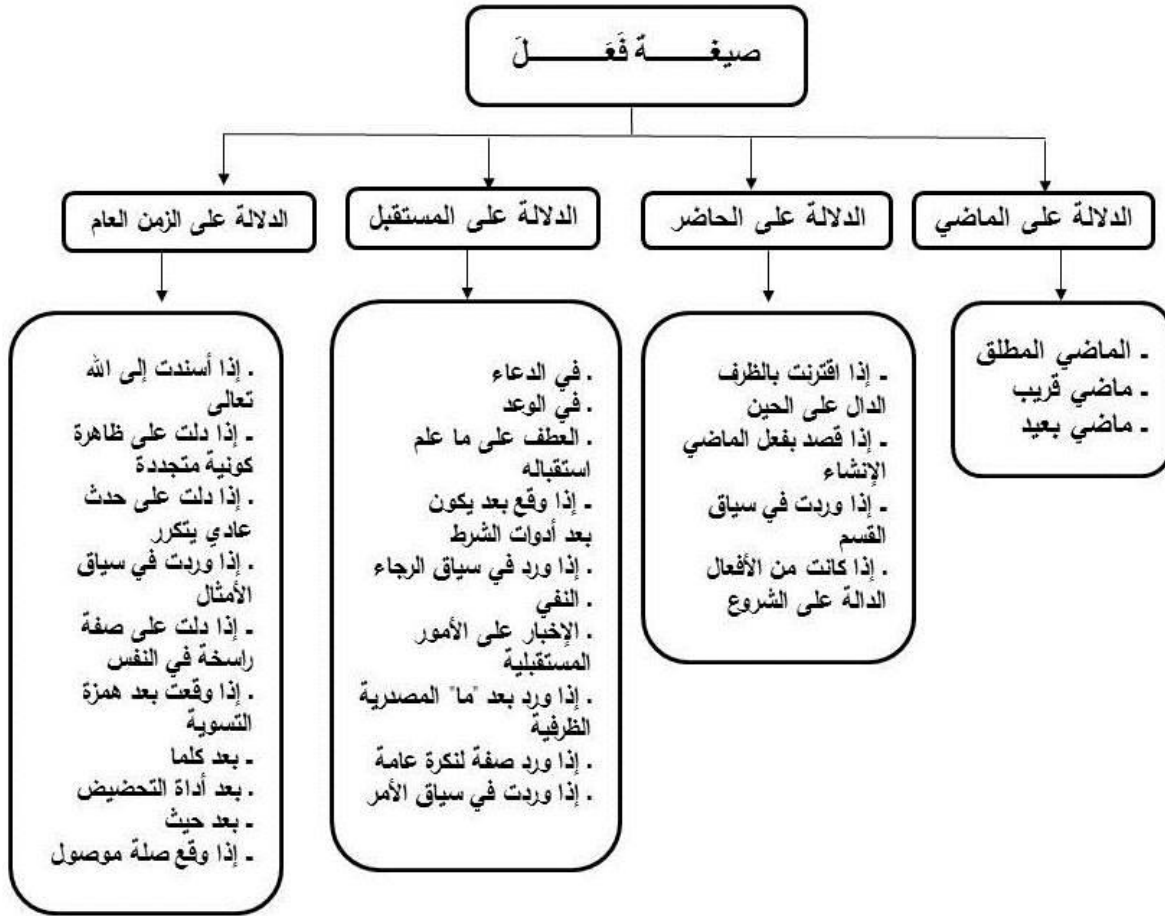 صيغة فَعَلَ
الدلالة على الماضي
الدلالة على الحاضر
الدلالة على المستقبل
الدلالة على الزمن العام
ـ الماضي المطلق
ـ ماضي قريب
ـ ماضي بعيد
ـ إذا اقترنت بالظرف
الدال على الحين
ـ إذا قصد بفعل الماضي
الإنشاء
ـ إذا وردت في سياق
القسم
. إذا كانت من الأفعال
الدالة على الشروع
. في الدعاء
. في الوعد
. العطف على ما علم
استقباله
ـ إذا وقع بعد يكون
بعد أدوات الشرط
. إذا ورد في سياق الرجاء
. النفي
. الإخبار على الأمور
المستقبلية
. إذا ورد بعد "ما" المصدرية
الظرفية
. إذا ورد صفة لنكرة عامة
. إذا وردت في سياق الأمر
. إذا أسندت إلى الله
تعالى
ـ إذا دلت على ظاهرة
كونية متجددة
. إذا دلت على حدث
عادي يتكرر
. إذا وردت في سياق
الأمثال
ـ إذا دلت على صفة
راسخة في النفس
. إذا وقعت بعد همزة
التسوية
ـ بعد كلما
. بعد أداة التحضيض
ـ بعد حيث
ـ إذا وقع صلة موصول